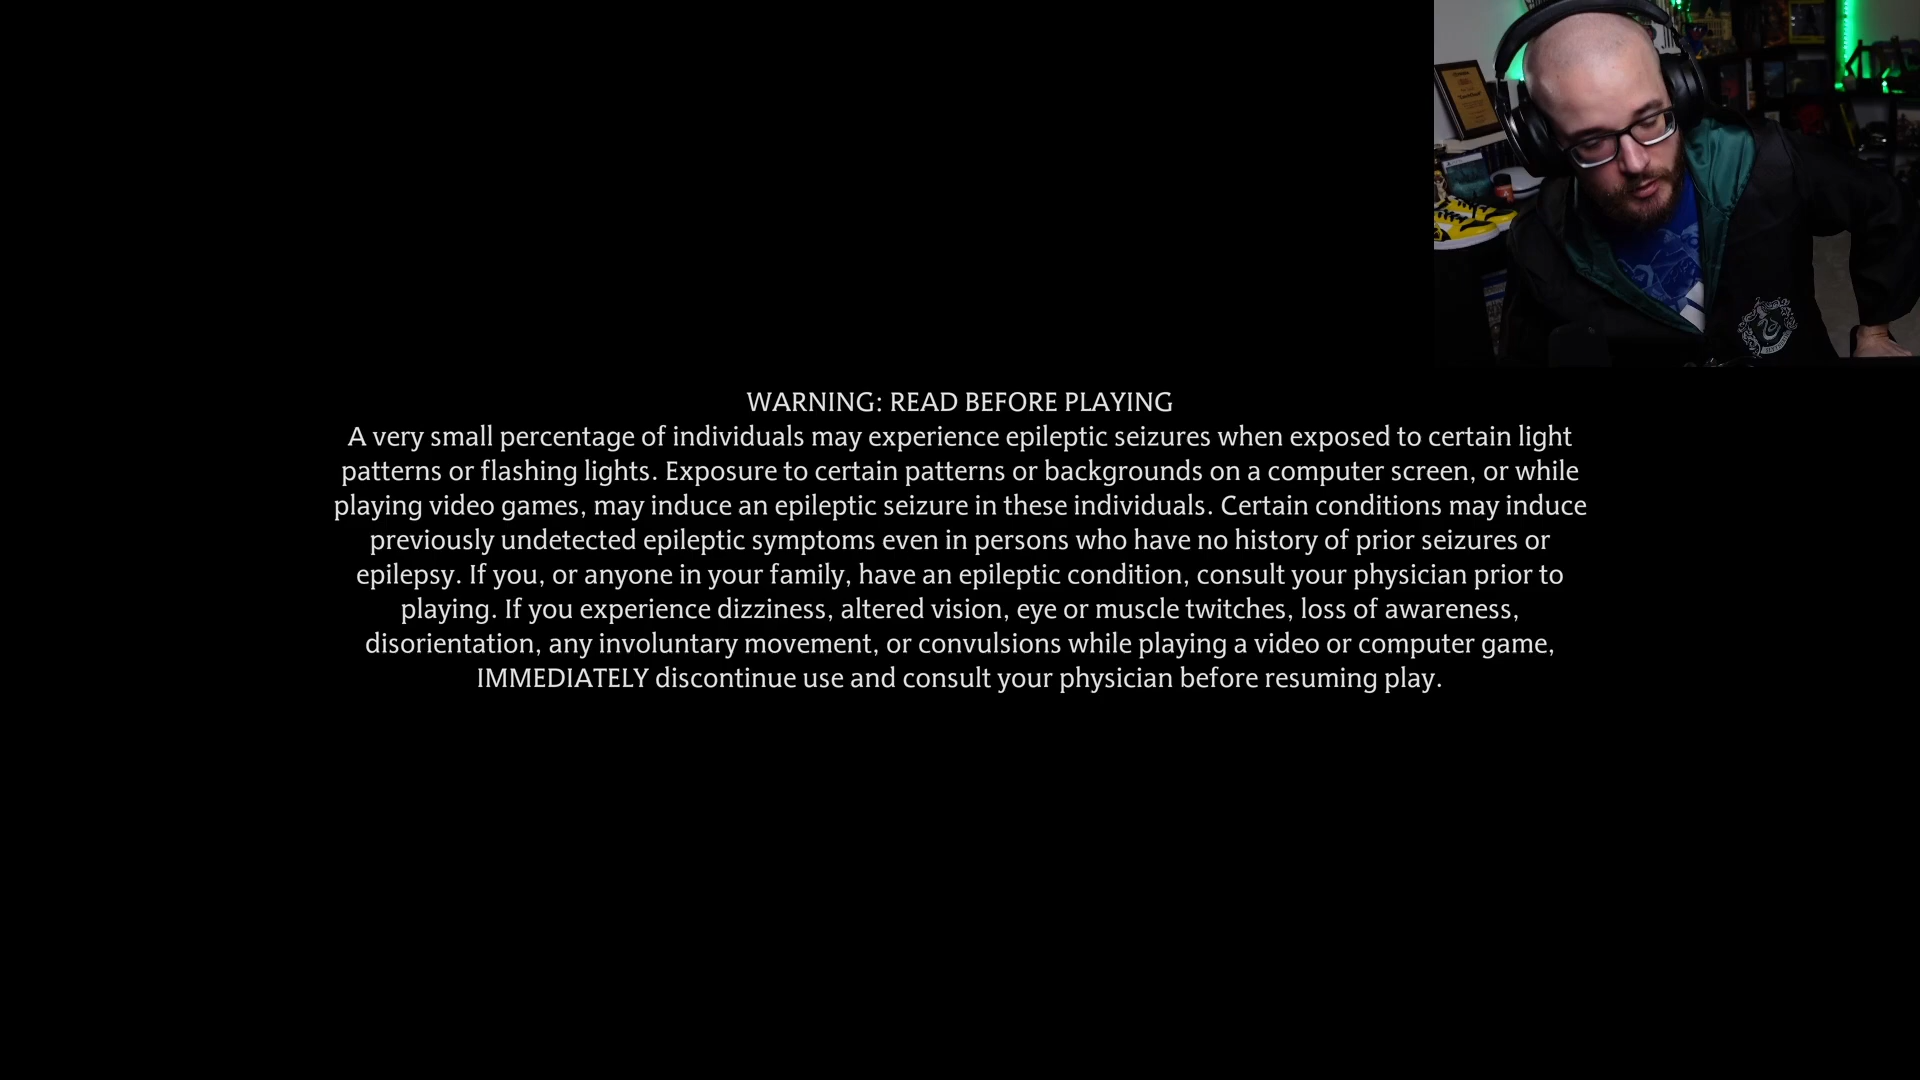 WARNING: READ BEFORE PLAYING
A very small percentage of individuals may experience epileptic seizures when exposed to certain light
patterns or flashing lights. Exposure to certain patterns or backgrounds on a computer screen, or while
playing video games, may induce an epileptic seizure in these individuals. Certain conditions may induce
previously undetected epileptic symptoms even in persons who have no history of prior seizures or
epilepsy. If you, or anyone in your family, have an epileptic condition, consult your physician prior to
playing. If you experience dizziness, altered vision, eye or muscle twitches, loss of awareness,
disorientation, any involuntary movement, or convulsions while playing a video or computer game,
IMMEDIATELY discontinue use and consult your physician before resuming play.